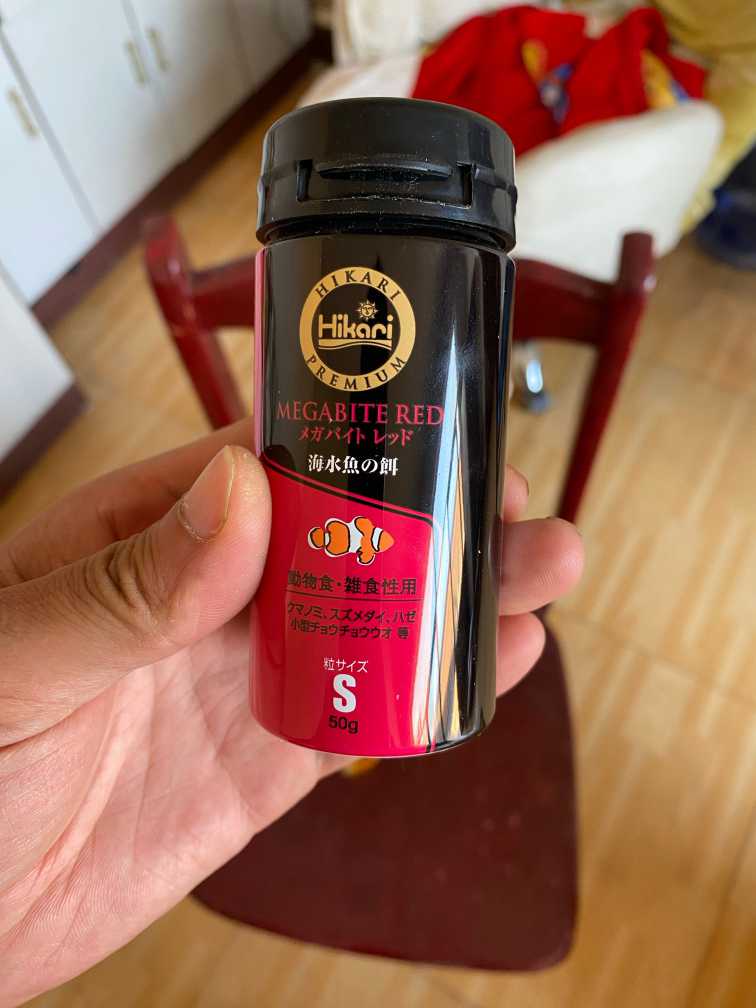 HIKARI
Hikari
PREMIUM
MEGABITE RED
メガバイト レッド
海水魚の餌
動物食・雑食性用
クマノミ、スズメダイ、ハゼ
小型チョウチョウウオ 等
粒サイズ
S
50g